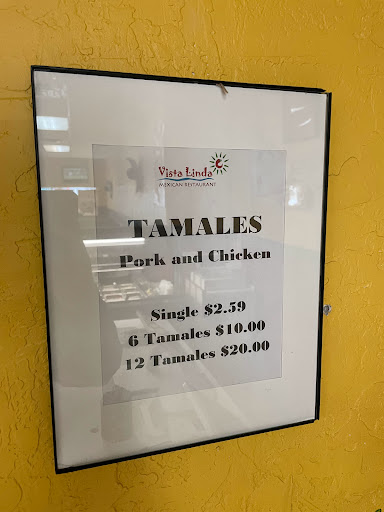 Vista Linda
MEXICAN RESTAURANT
TAMALES
Pork and Chicken
Single $2.59
6 Tamales $10.00
12 Tamales $20.00